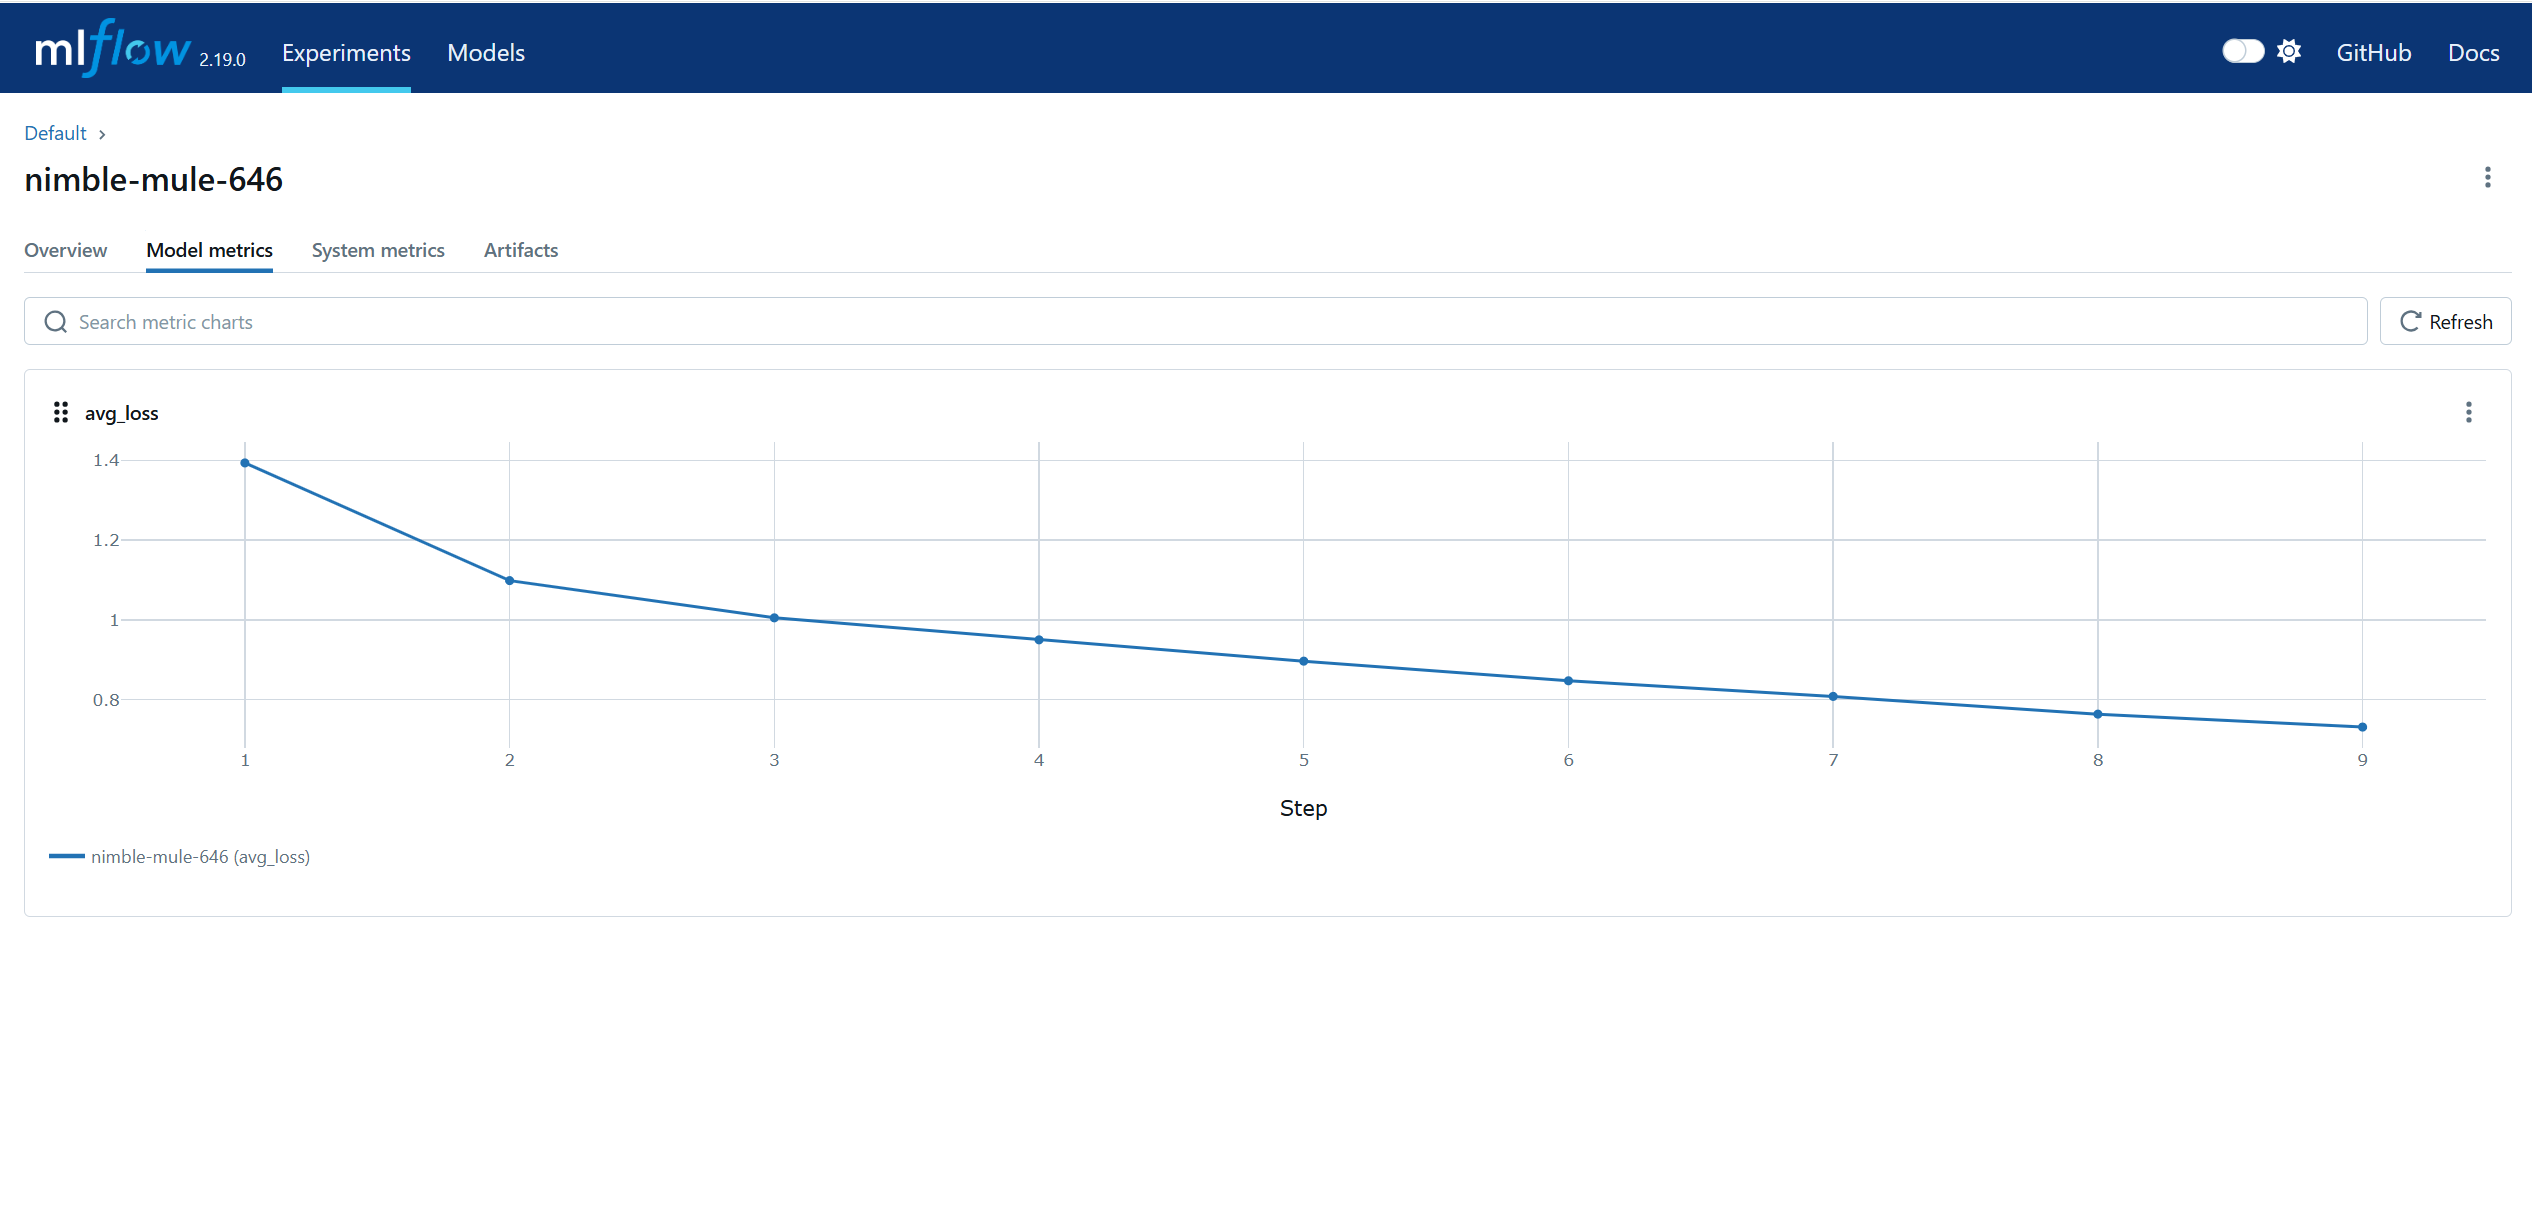 mlflow 2.19.0 Experiments Models GitHub Docs
Default
nimble-mule-646
Overview Model metrics System metrics Artifacts
Search metric charts Refresh
avg_loss
1.4
1.2
1
0.8
1 2 3 4 5 6 7 8 9
Step
nimble-mule-646 (avg_loss)